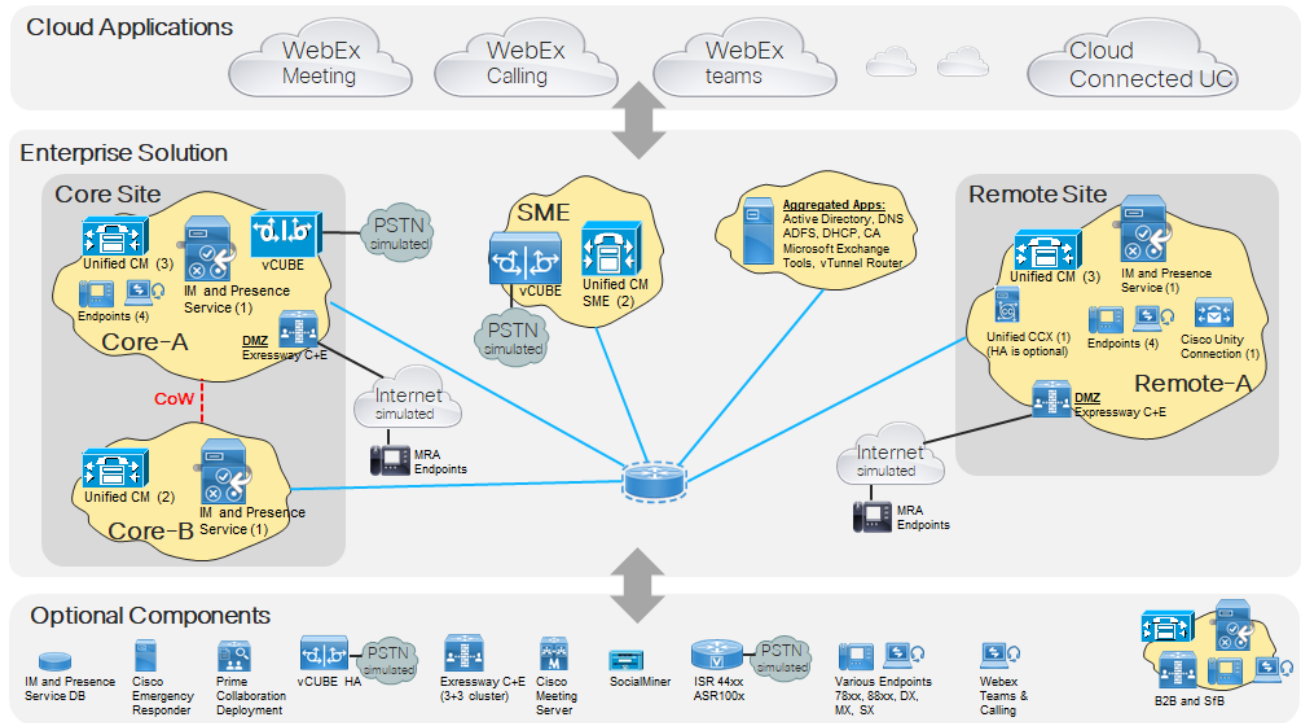 Cloud Applications
WebEx
Meeting
WebEx
Calling
WebEx
teams
Cloud
Connected UC
Enterprise Solution
Core Site
Unified CM (3)
IM and Presence
Service (1)
vCUBE
PSTN
simulated
Endpoints (4)
Core-A
DMZ
Exressway C+E
Internet
simulated
MRA
Endpoints
CoW
Unified CM (2)
IM and Presence
Service (1)
Core-B
SME
vCUBE
Unified CM
SME (2)
PSTN
simulated
Aggregated Apps:
Active Directory, DNS
ADFS, DHCP, CA
Microsoft Exchange
Tools, vTunnel Router
Remote Site
Unified CM (3)
IM and Presence
Service (1)
CC
Unified CCX (1)
(HA is optional)
Endpoints (4)
Cisco Unity
Connection (1)
Remote-A
DMZ
Expressway C+E
Internet
simulated
MRA
Endpoints
Optional Components
IM and Presence
Service DB
Cisco
Emergency
Responder
Prime
Collaboration
Deployment
vCUBE HA
PSTN
simulated
Exressway C+E
(3+3 cluster)
M
Cisco
Meeting
Server
SocialMiner
V
ISR 44xx
ASR100x
PSTN
simulated
Various Endpoints
78xx, 88xx, DX,
MX, SX
Webex
Teams &
Calling
B2B and SfB